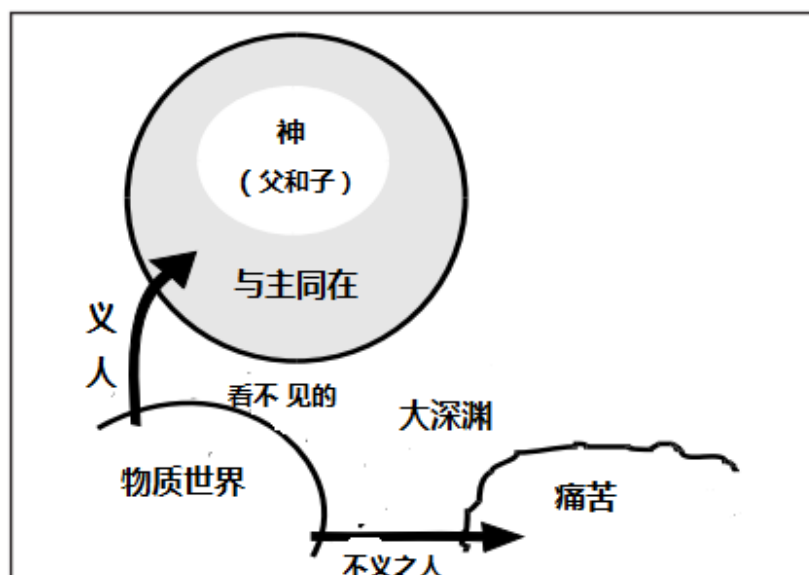 神
（父和子）
与主同在
义
人
看不 见的
大深渊
物质世界
痛苦
不义之人